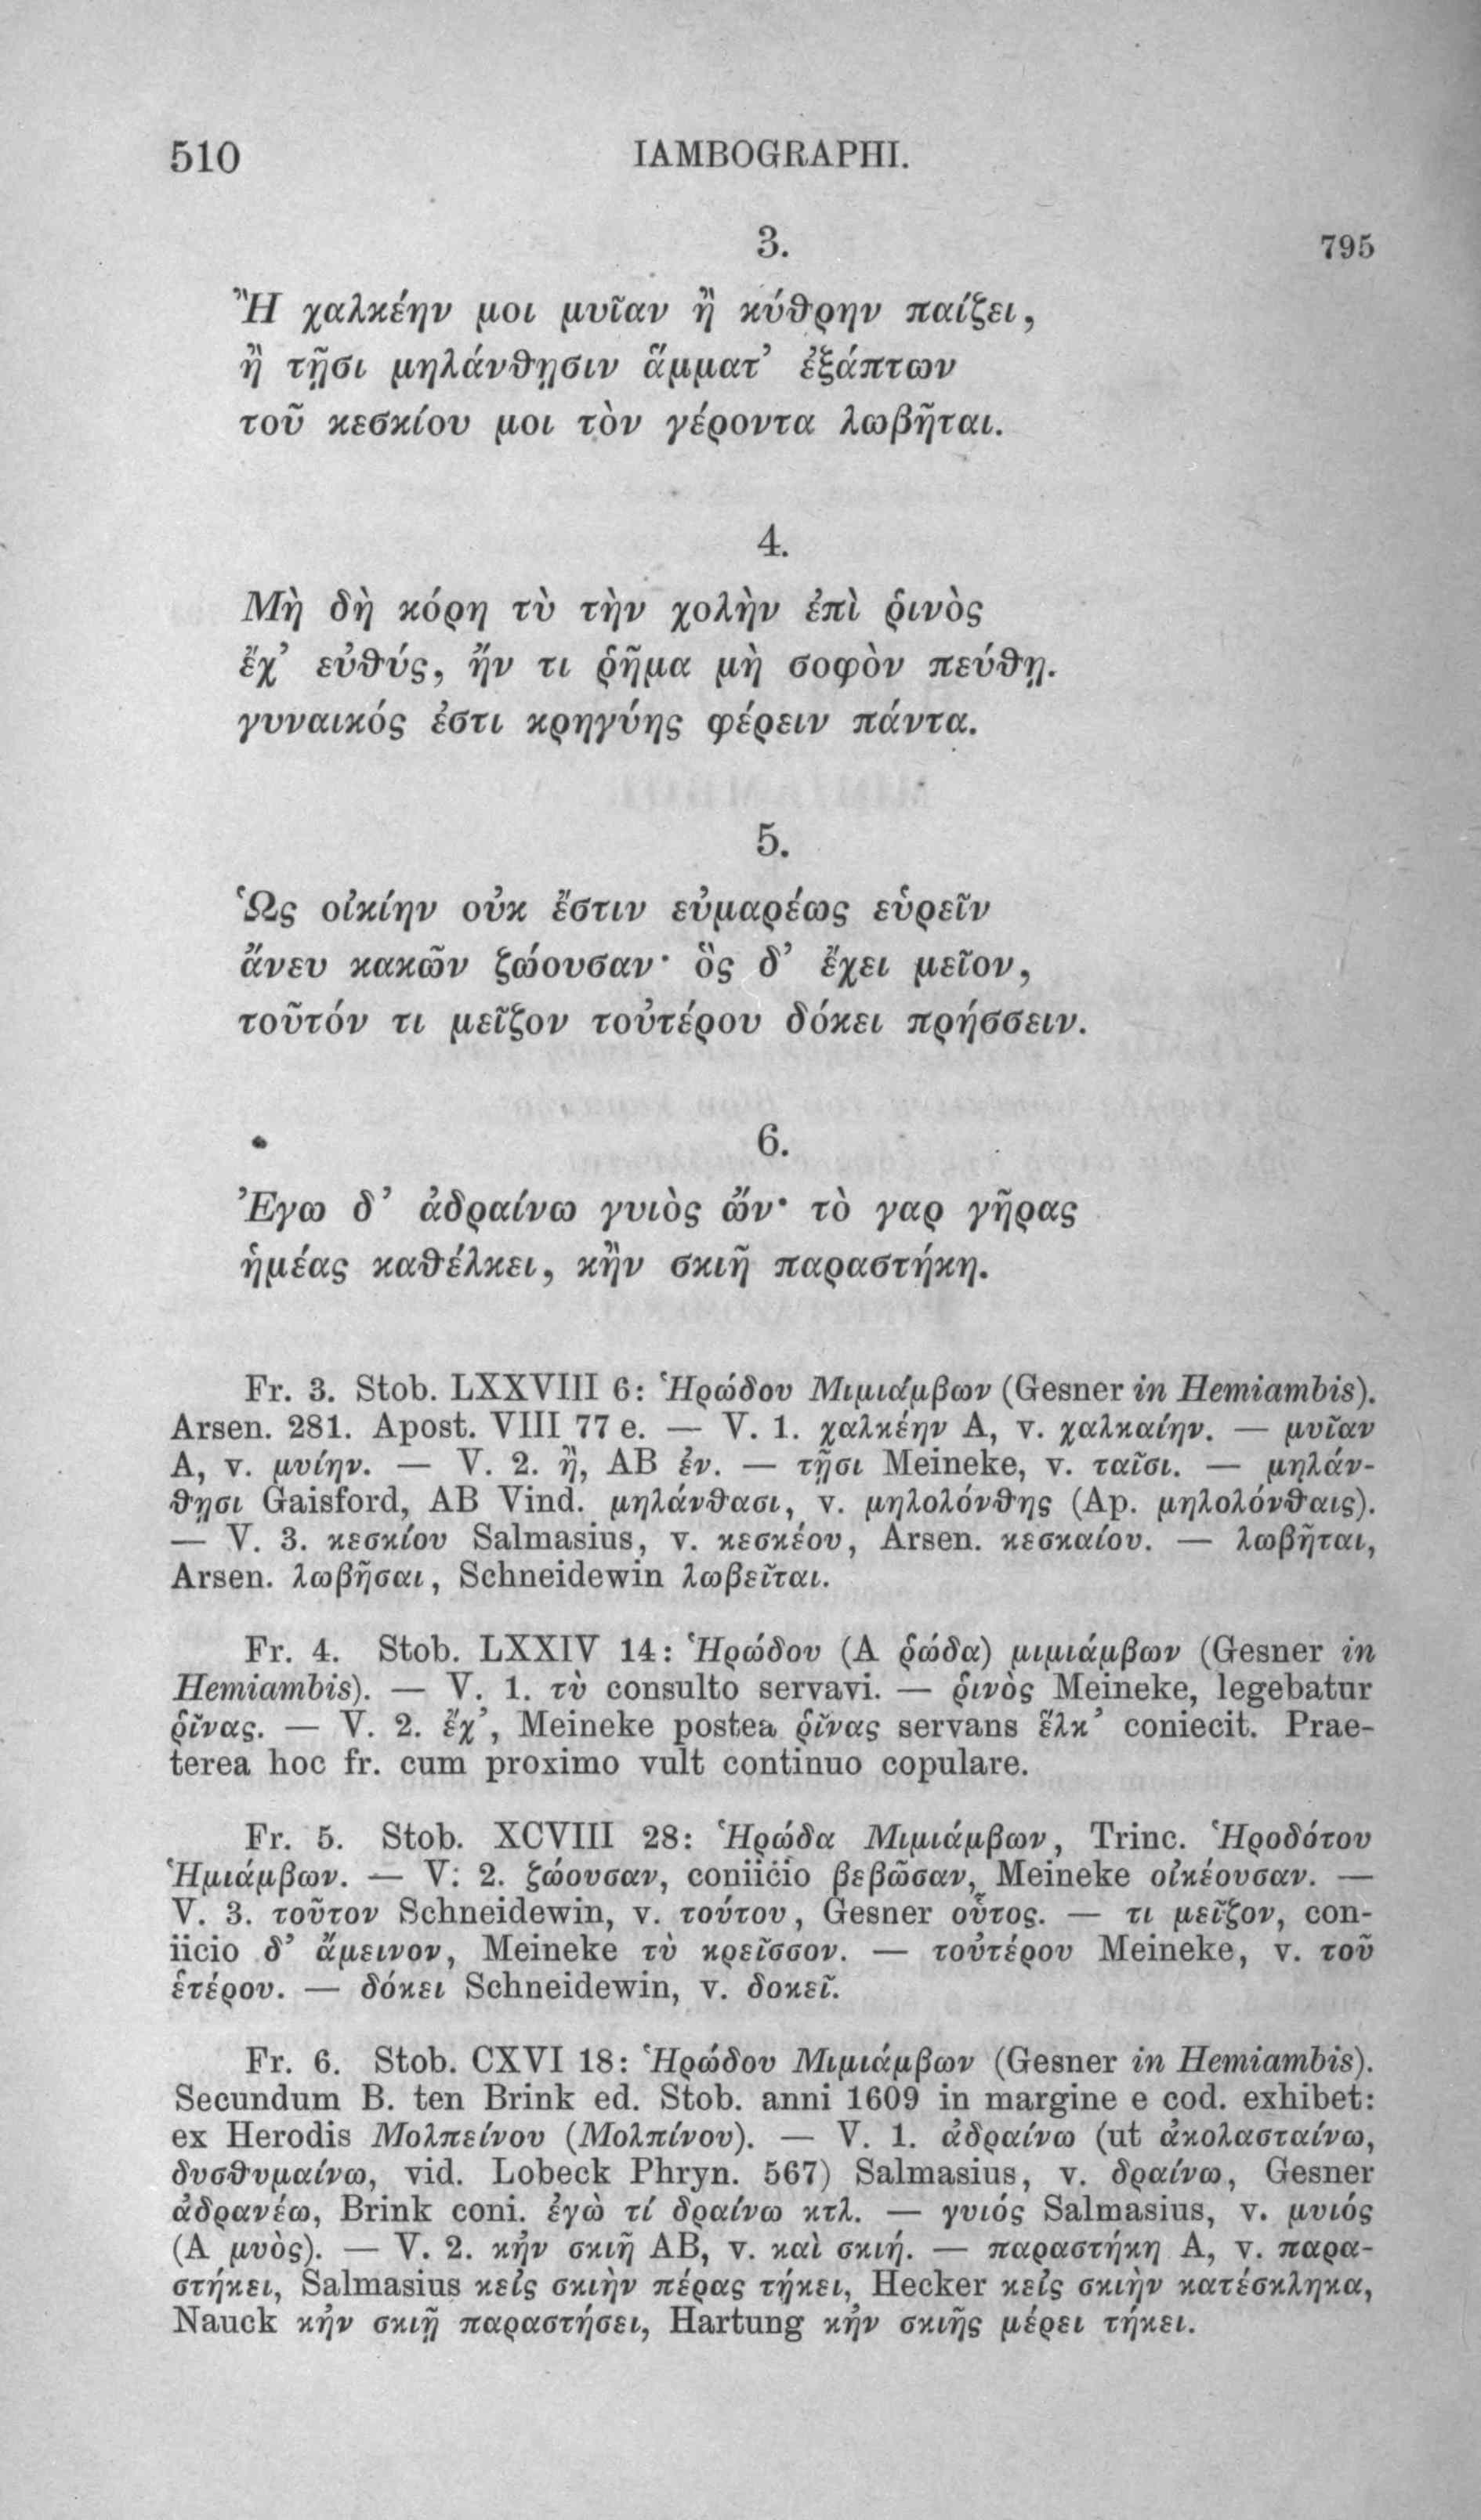 510 IAMBOGRAPHI.
3. 795
Ἢ χαλκέην μοι μυῖαν ἢ κύθρην παίζει,
ἢ τῇσι μηλάνθῃσιν ἅμματ’ ἐξάπτων
τοῦ κεσκίου μοι τὸν γέροντα λωβῆται.
4.
Μὴ δὴ κόρη τὺ τὴν χολὴν ἐπὶ ῥινὸς
ἔχ’ εὐθύς, ἤν τι ῥῆμα μὴ σοφὸν πεύθῃ.
γυναικός ἐστι κρηγύης φέρειν πάντα.
5.
Ὡς οἰκίην οὐκ ἔστιν εὐμαρέως εὑρεῖν
ἄνευ κακῶν ζώουσαν· ὃς δ’ ἔχει μεῖον,
τοῦτόν τι μεῖζον τοὐτέρου δόκει πρήσσειν.
6.
Ἐγω δ’ ἀδραίνω γυιὸς ὤν· τὸ γαρ γῆρας
ἡμέας καθέλκει, κἢν σκιῆ παραστήκη.
Fr. 3. Stob. LXXVIII 6: Ἡρώδου Μιμιάμβων (Gesner in Hemiambis).
Arsen. 281. Apost. VIII 77 e. — V. 1. χαλκέην A, v. χαλκαίην. — μυῖαν
A, v. μυίην. — V. 2. ἢ, AB ἐν. — τῇσι Meineke, v. ταῖσι. — μηλάν-
θῃσι Gaisford, AB Vind. μηλάνθασι, v. μηλολόνθης (Ap. μηλολόνθαις).
— V. 3. κεσκίου Salmasius, v. κεσκέου, Arsen. κεσκαίου. — λωβῆται,
Arsen. λωβῆσαι, Schneidewin λωβεῖται.
Fr. 4. Stob. LXXIV 14: Ἡρώδου (A ῥώδα) μιμιάμβων (Gesner in
Hemiambis). — V. 1. τὺ consulto servavi. — ῥινὸς Meineke, legebatur
ῥῖνας. — V. 2. ἔχ’, Meineke postea ῥῖνας servans ἕλκ’ coniecit. Prae-
terea hoc fr. cum proximo vult continuo copulare.
Fr. 5. Stob. XCVIII 28: Ἡρώδα Μιμιάμβων, Trinc. Ἡροδότου
Ἡμιάμβων. — V. 2. ζώουσαν, coniicio βεβῶσαν, Meineke οἰκέουσαν. —
V. 3. τοῦτον Schneidewin, v. τούτου, Gesner οὗτος. — τι μεῖζον, con-
iicio δ’ ἄμεινον, Meineke τὺ κρεῖσσον. — τοὐτέρου Meineke, v. τοῦ
ἑτέρου. — δόκει Schneidewin, v. δοκεῖ.
Fr. 6. Stob. CXVI 18: Ἡρώδου Μιμιάμβων (Gesner in Hemiambis).
Secundum B. ten Brink ed. Stob. anni 1609 in margine e cod. exhibet:
ex Herodis Μολπείνου (Μολπίνου). — V. 1. ἀδραίνω (ut ἀκολασταίνω,
δυσθυμαίνω, vid. Lobeck Phryn. 567) Salmasius, v. δραίνω, Gesner
ἀδρανέω, Brink coni. ἐγὼ τί δραίνω κτλ. — γυιός Salmasius, v. μυιός
(A μυὸς). — V. 2. κἢν σκιῆ AB, v. καὶ σκιή. — παραστήκη A, v. παρα-
στήκει, Salmasius κεἰς σκιὴν πέρας τήκει, Hecker κεἰς σκιὴν κατέσκληκα,
Nauck κἢν σκιῇ παραστήσει, Hartung κἢν σκιῆς μέρει τήκει.